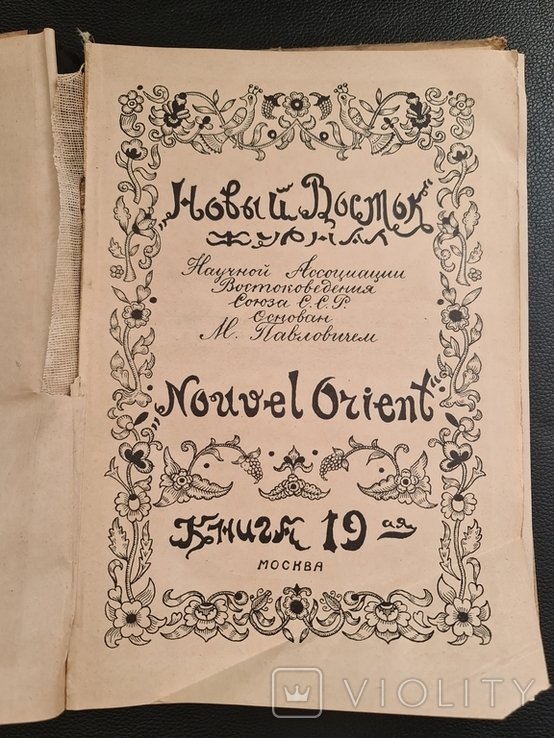 „Новый Восток"
журнал
Научной Ассоциации
Востоковедения
Союза С.С.Р.
Основан
М. Павловичем
„Nouvel Orient"
Книга 19 ая
МОСКВА
VIOLITY